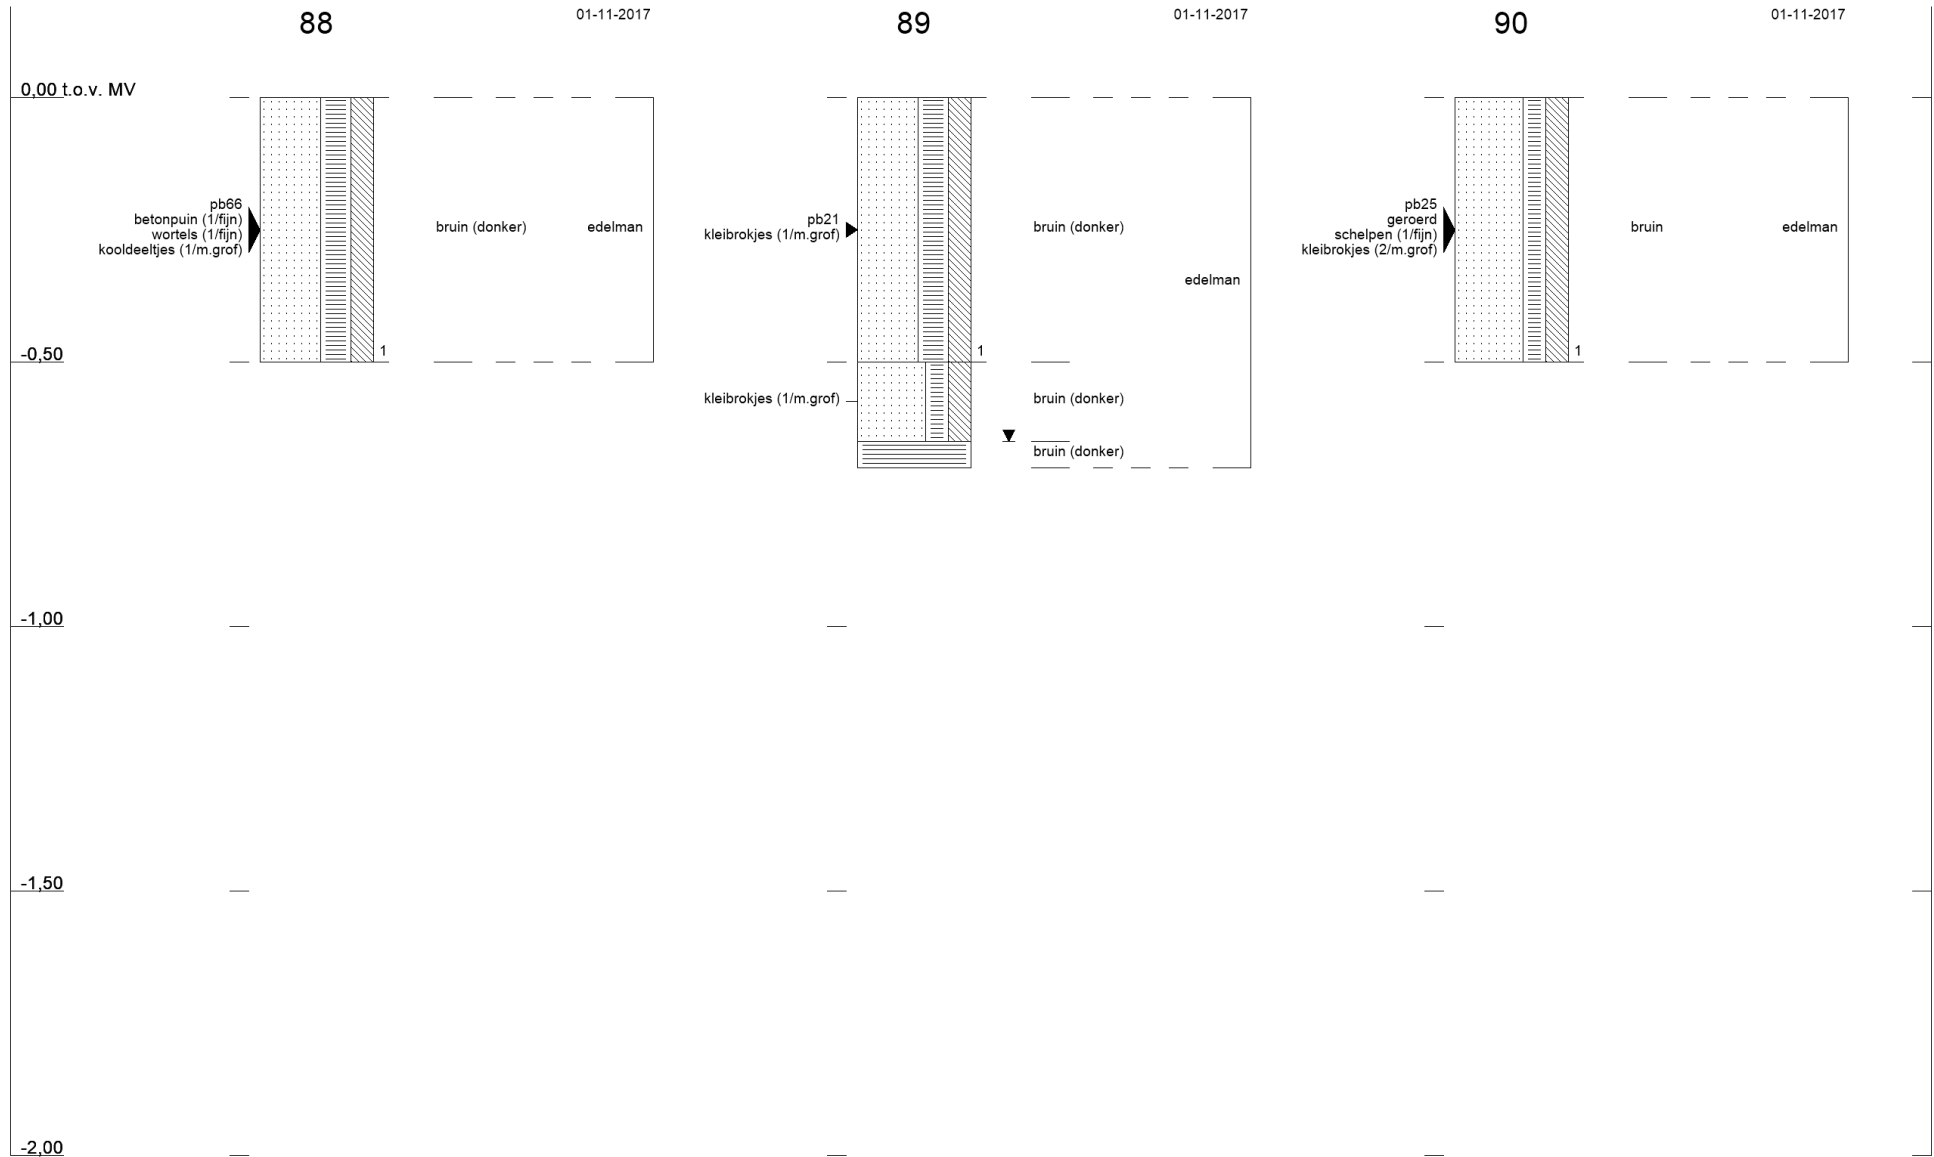 88
01-11-2017
89
01-11-2017
90
01-11-2017
0,00 t.o.v. MV
pb66
betonpuin (1/fijn)
wortels (1/fijn)
kooldeeltjes (1/m.grof)
bruin (donker)
edelman
1
pb21
kleibrokjes (1/m.grof)
bruin (donker)
edelman
1
kleibrokjes (1/m.grof)
bruin (donker)
bruin (donker)
pb25
geroerd
schelpen (1/fijn)
kleibrokjes (2/m.grof)
bruin
edelman
1
-0,50
-1,00
-1,50
-2,00